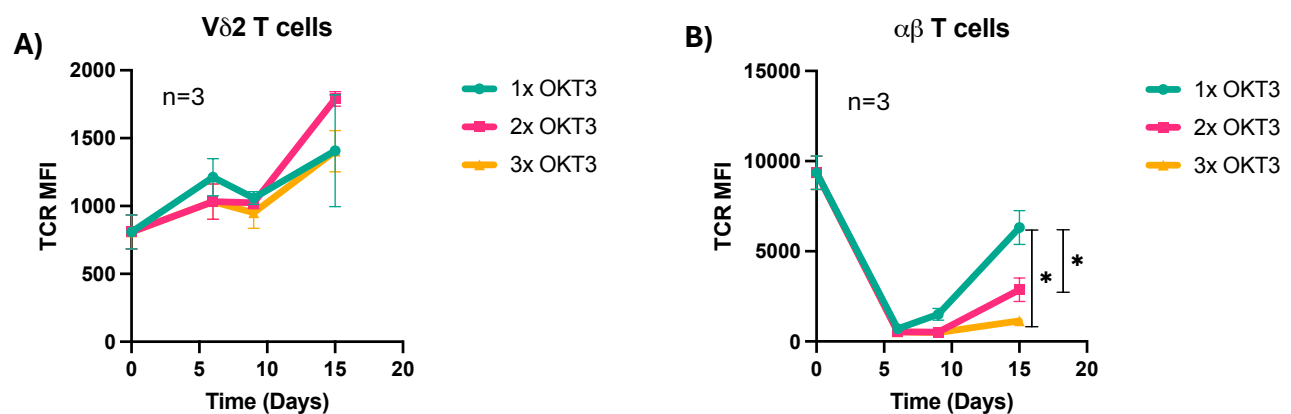 A)
Vδ2 T cells
n=3
TCR MFI
2000
1500
1000
500
0
0 5 10 15 20
Time (Days)
1x OKT3
2x OKT3
3x OKT3
B)
αβ T cells
n=3
TCR MFI
15000
10000
5000
0
0 5 10 15 20
Time (Days)
1x OKT3
2x OKT3
3x OKT3
*
*